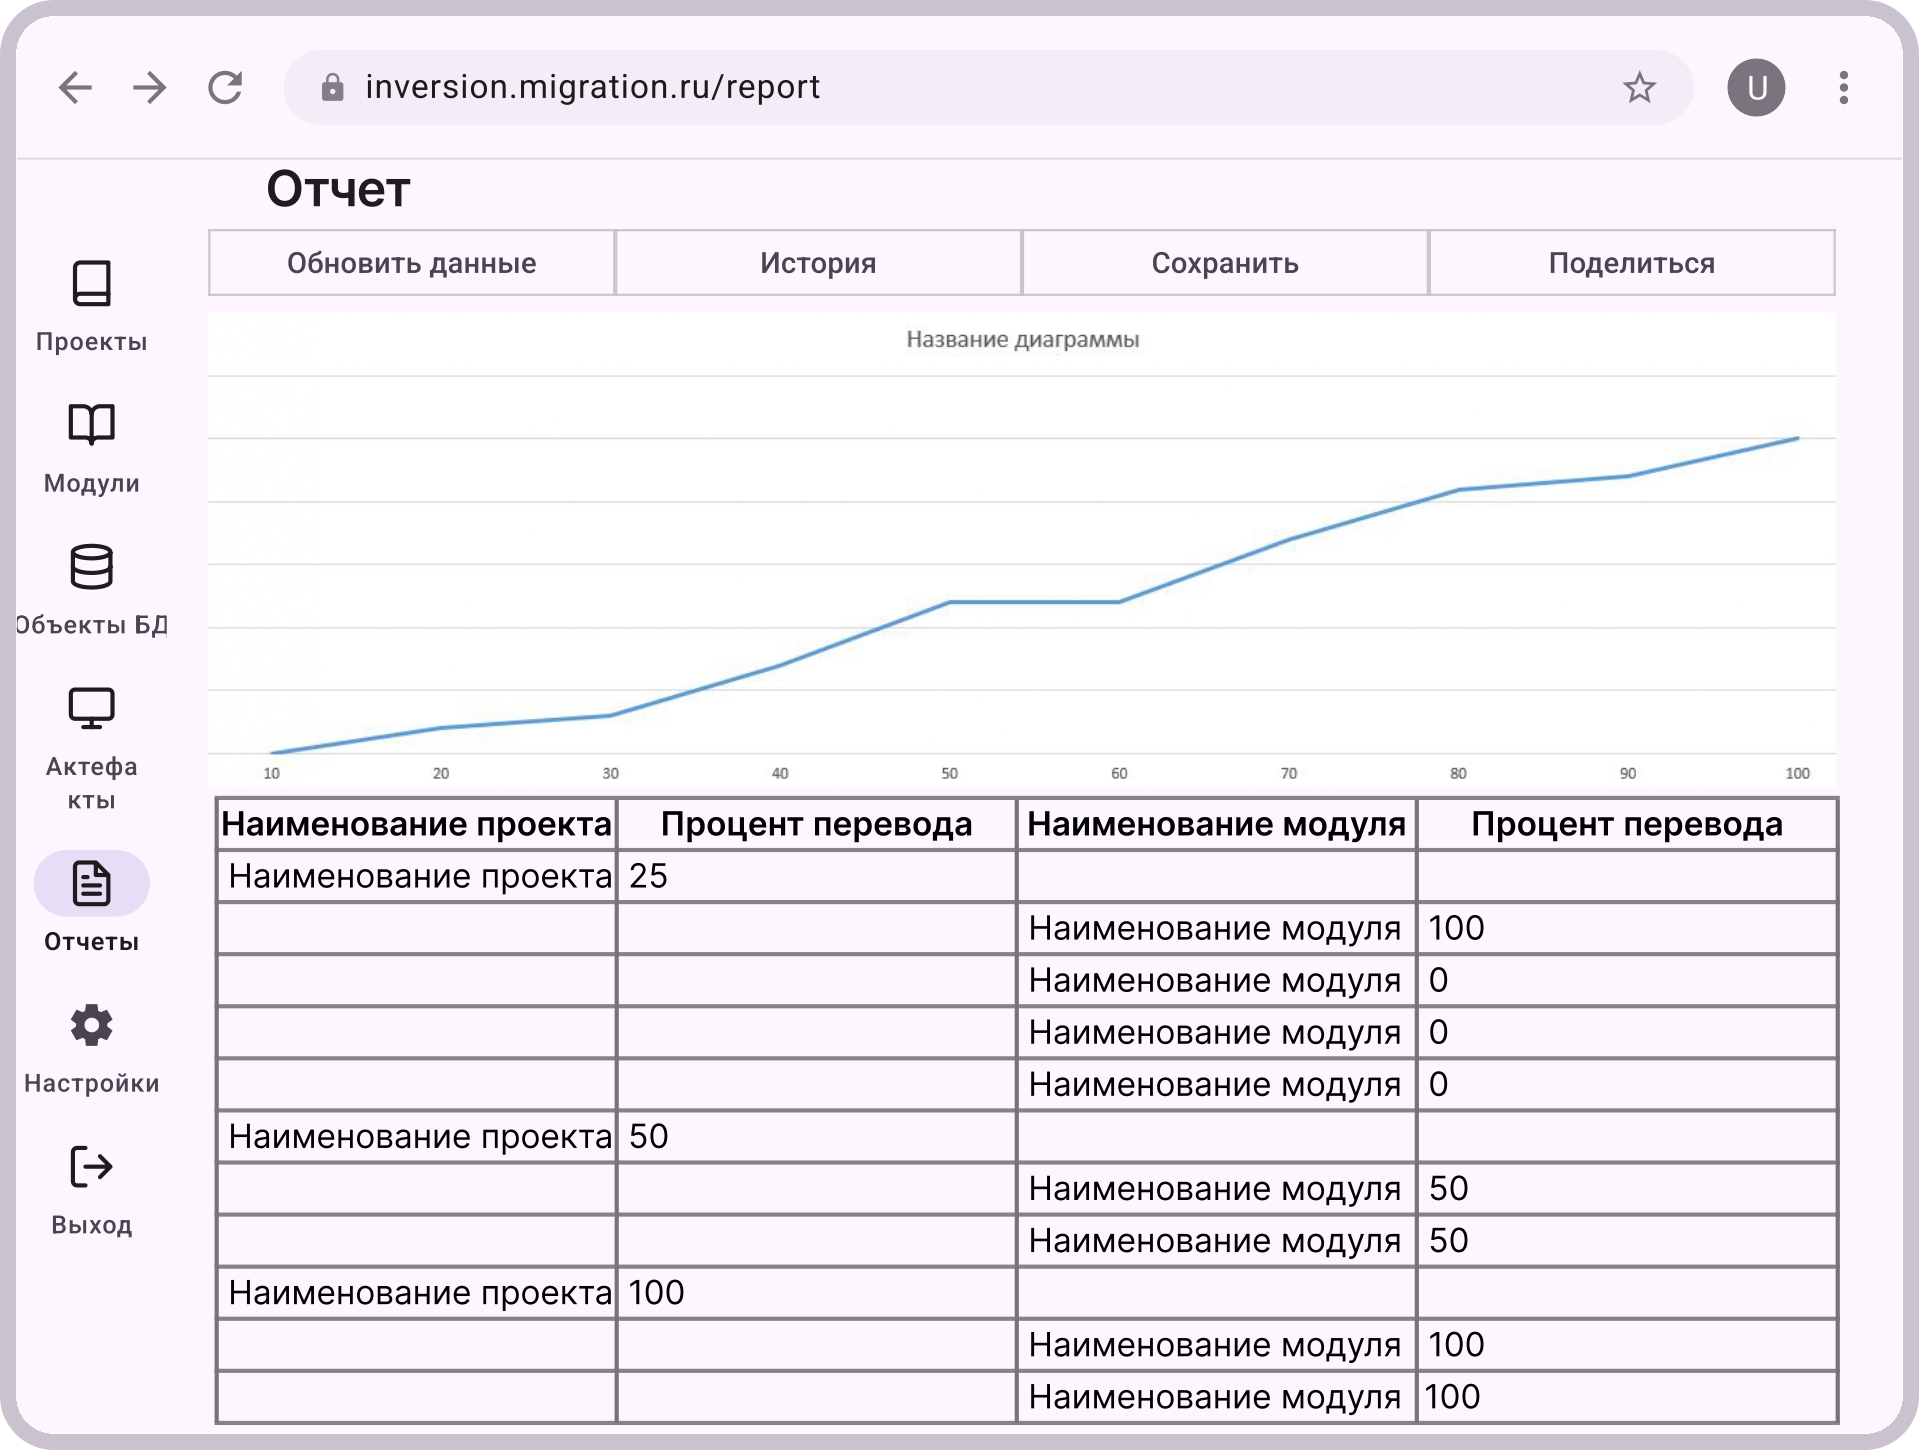 inversion.migration.ru/report
U
Отчет
Обновить данные История Сохранить Поделиться
Проекты
Модули
Объекты БД
Актефа
кты
Отчеты
Настройки
Выход
Название диаграммы
10 20 30 40 50 60 70 80 90 100
Наименование проекта Процент перевода Наименование модуля Процент перевода
Наименование проекта 25
Наименование модуля 100
Наименование модуля 0
Наименование модуля 0
Наименование модуля 0
Наименование проекта 50
Наименование модуля 50
Наименование модуля 50
Наименование проекта 100
Наименование модуля 100
Наименование модуля 100